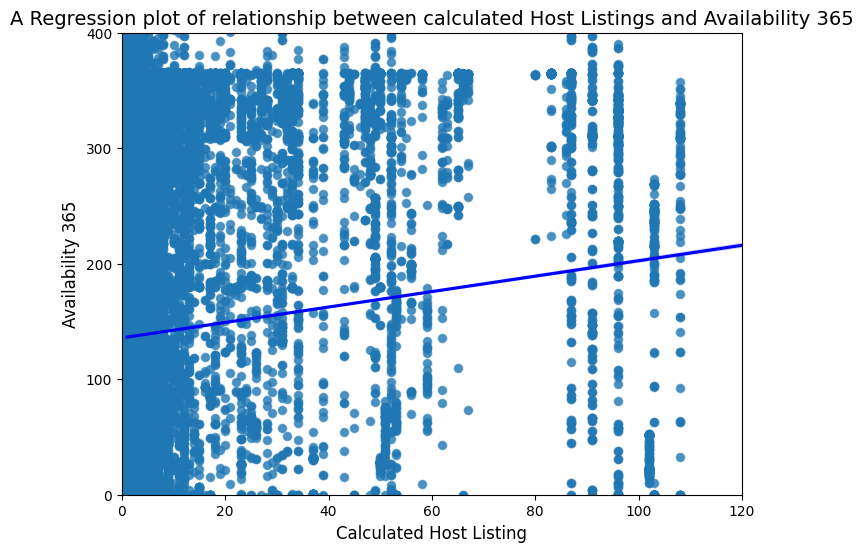 A Regression plot of relationship between calculated Host Listings and Availability 365
400
300
200
100
0
Availability 365
0 20 40 60 80 100 120
Calculated Host Listing